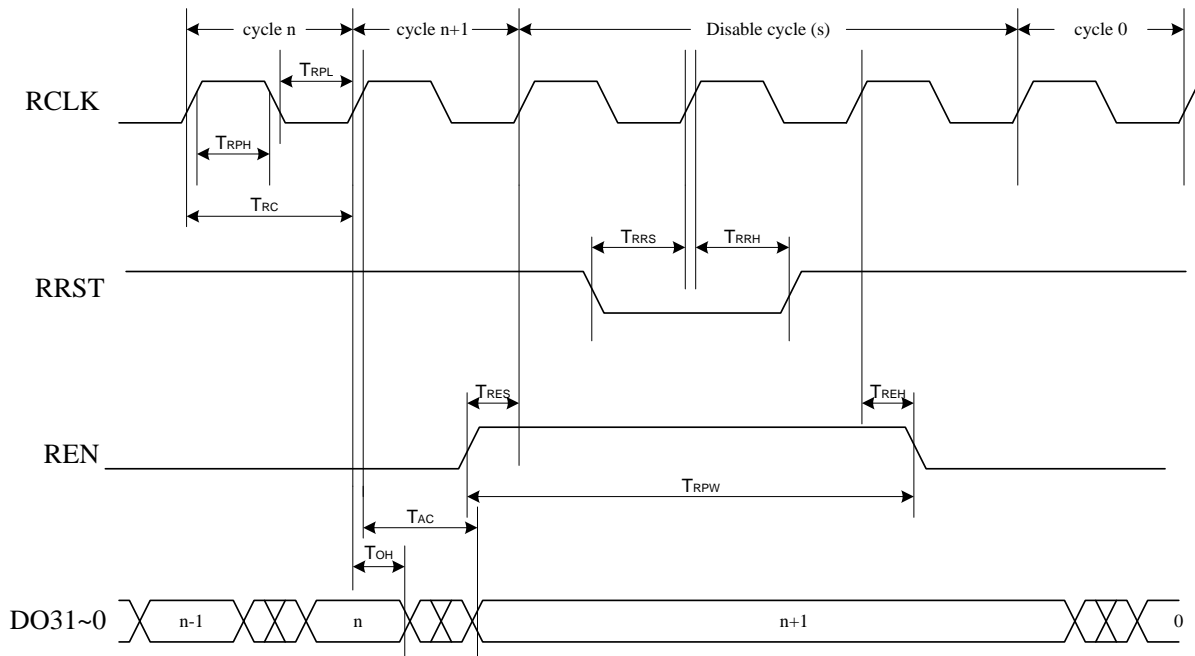 cycle n cycle n+1 Disable cycle (s) cycle 0
TRPL
RCLK
TRPH
TRC
TRRS TRRH
RRST
TRES TREH
REN
TRPW
TAC
TOH
DO31~0 n-1 n n+1 0